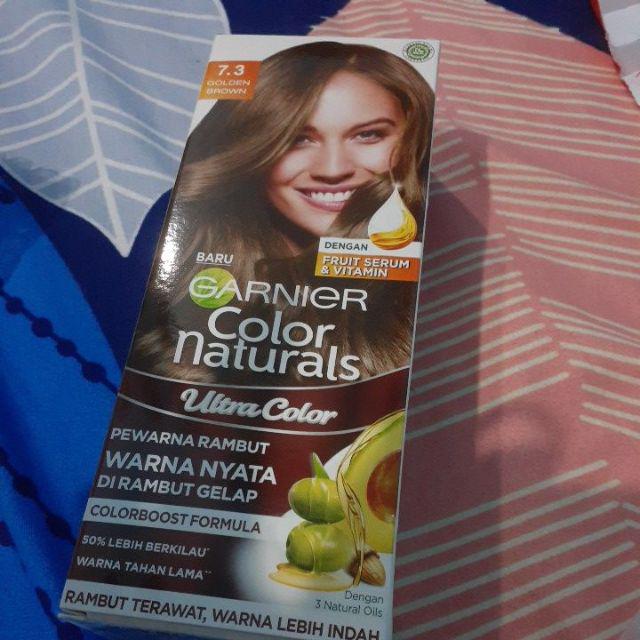 7.3
GOLDEN
BROWN
DENGAN
FRUIT SERUM
& VITAMIN
BARU
GARNIER
Color
naturals
Ultra Color
PEWARNA RAMBUT
WARNA NYATA
DI RAMBUT GELAP
COLORBOOST FORMULA
50% LEBIH BERKILAU*
WARNA TAHAN LAMA**
Dengan
3 Natural Oils
RAMBUT TERAWAT, WARNA LEBIH INDAH